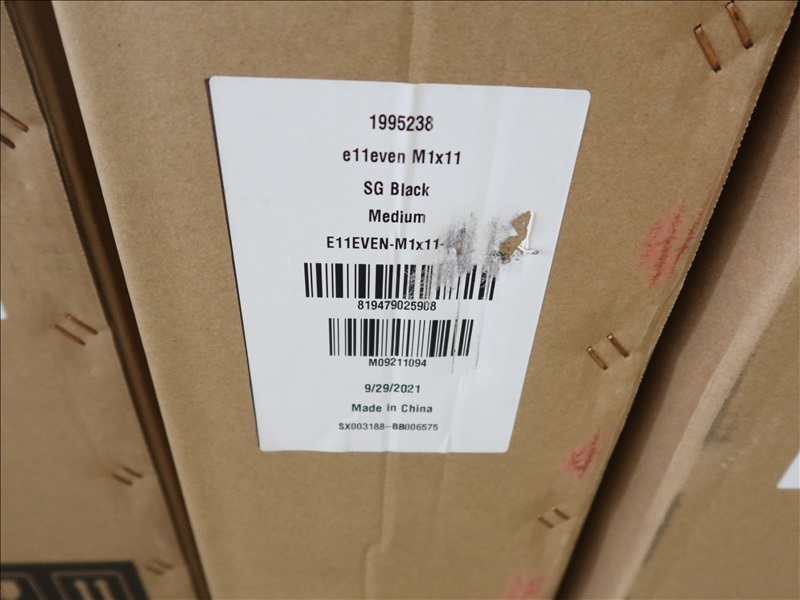 1995238
e11even M1x11
SG Black
Medium
E11EVEN-M1x11-
819479025908
M09211094
9/29/2021
Made in China
SX003188-BB006575